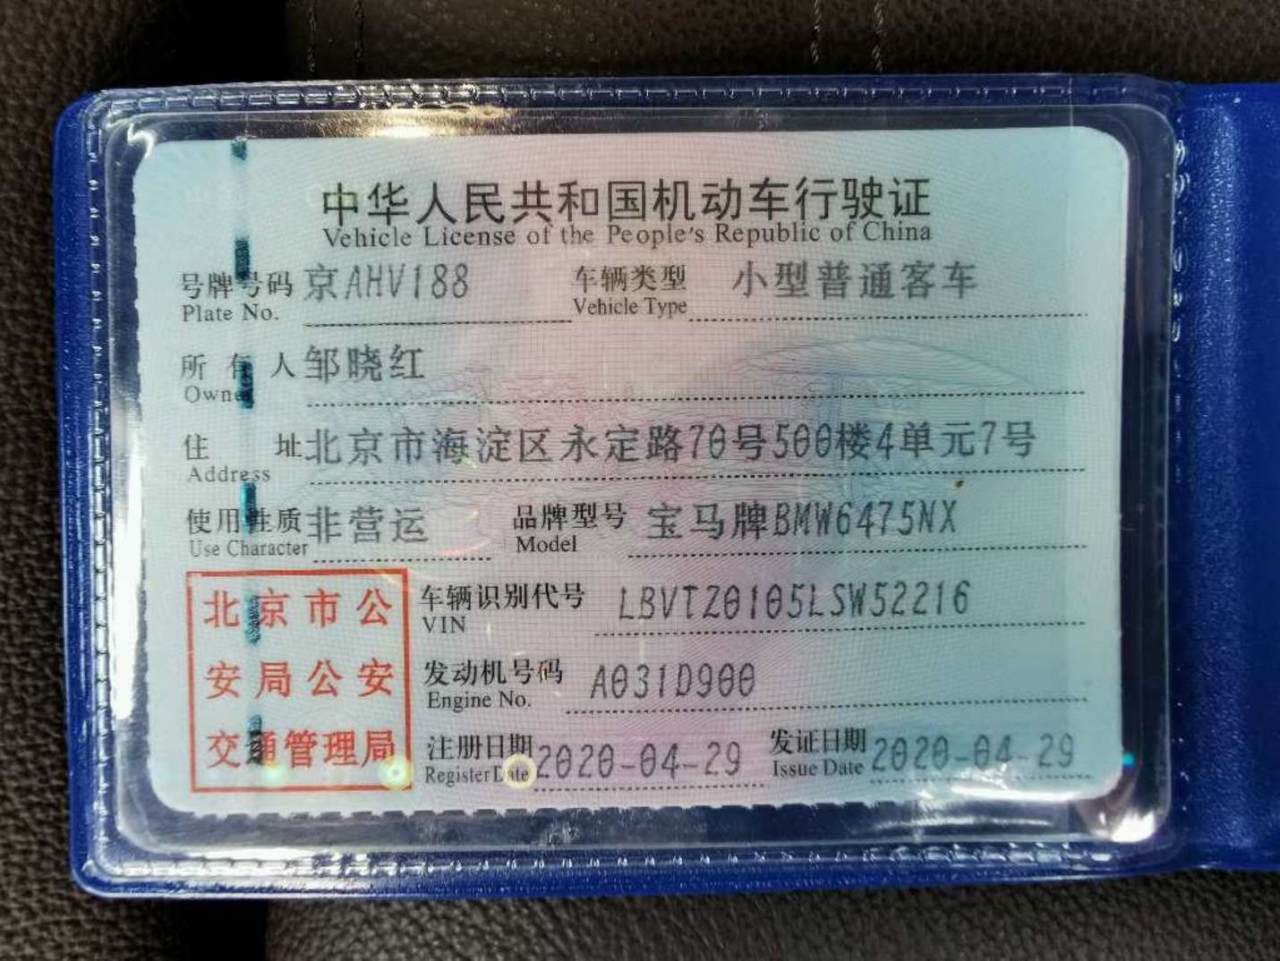 中华人民共和国机动车行驶证
Vehicle License of the People's Republic of China
号牌号码 京AHV188 车辆类型 小型普通客车
Plate No. Vehicle Type
所有人 邹晓红
Owner
住址 北京市海淀区永定路70号500楼4单元7号
Address
使用性质 非营运 品牌型号 宝马牌BMW6475NX
Use Character Model
北京市公
安局公安
交通管理局
车辆识别代号 LBVTZ0105LSW52216
VIN
发动机号码 A031D900
Engine No.
注册日期 2020-04-29 发证日期 2020-04-29
Register Date Issue Date